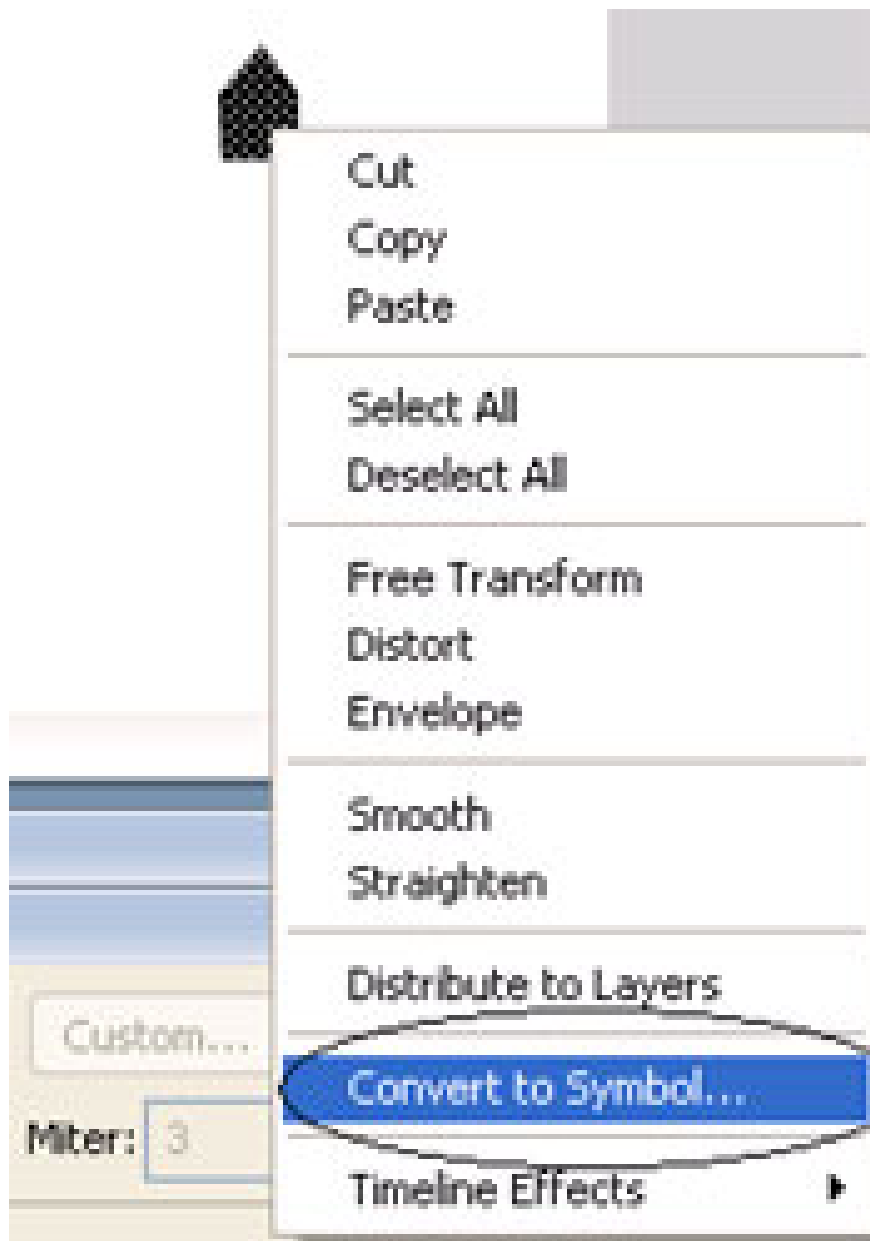 Cut
Copy
Paste
Select All
Deselect All
Free Transform
Distort
Envelope
Smooth
Straighten
Distribute to Layers
Custom...
Convert to Symbol...
Miter: 3
Timeline Effects